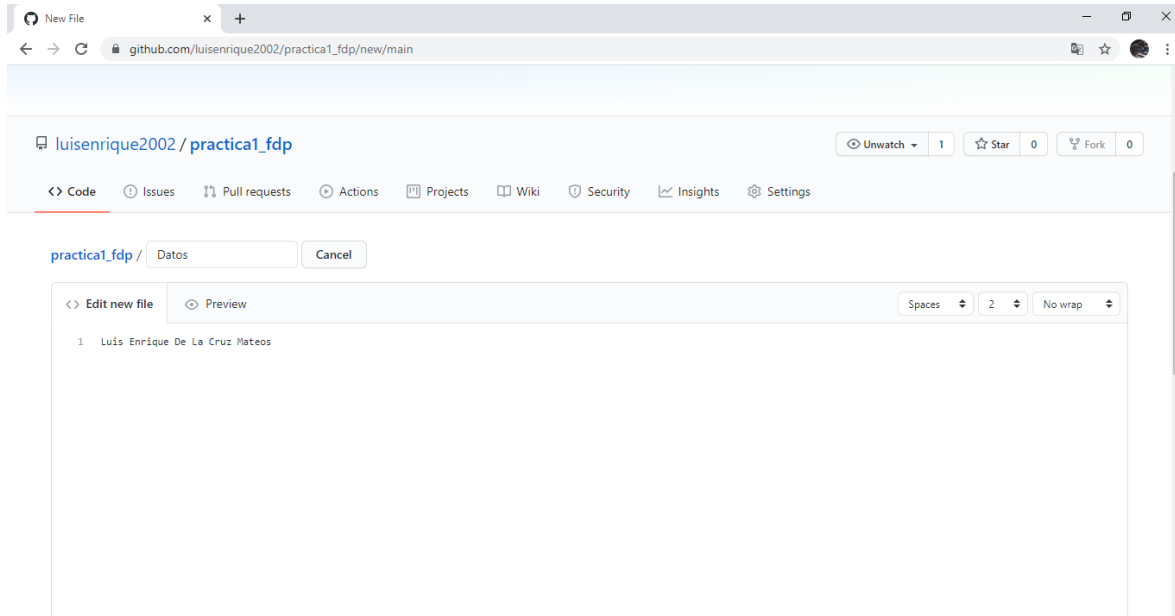 New File
github.com/luisenrique2002/practica1_fdp/new/main
luisenrique2002 / practica1_fdp
Unwatch 1 Star 0 Fork 0
Code Issues Pull requests Actions Projects Wiki Security Insights Settings
practica1_fdp / Datos Cancel
Edit new file Preview Spaces 2 No wrap
1 Luis Enrique De La Cruz Mateos